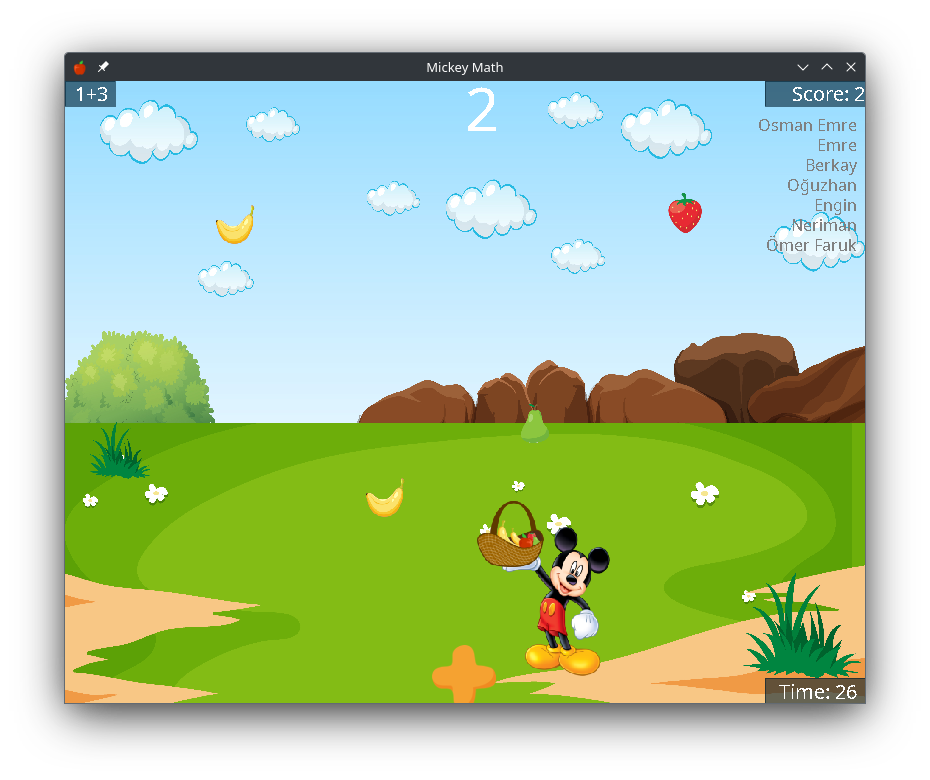 Mickey Math
1+3
2
Score: 2
Osman Emre
Emre
Berkay
Oğuzhan
Engin
Neriman
Ömer Faruk
Time: 26